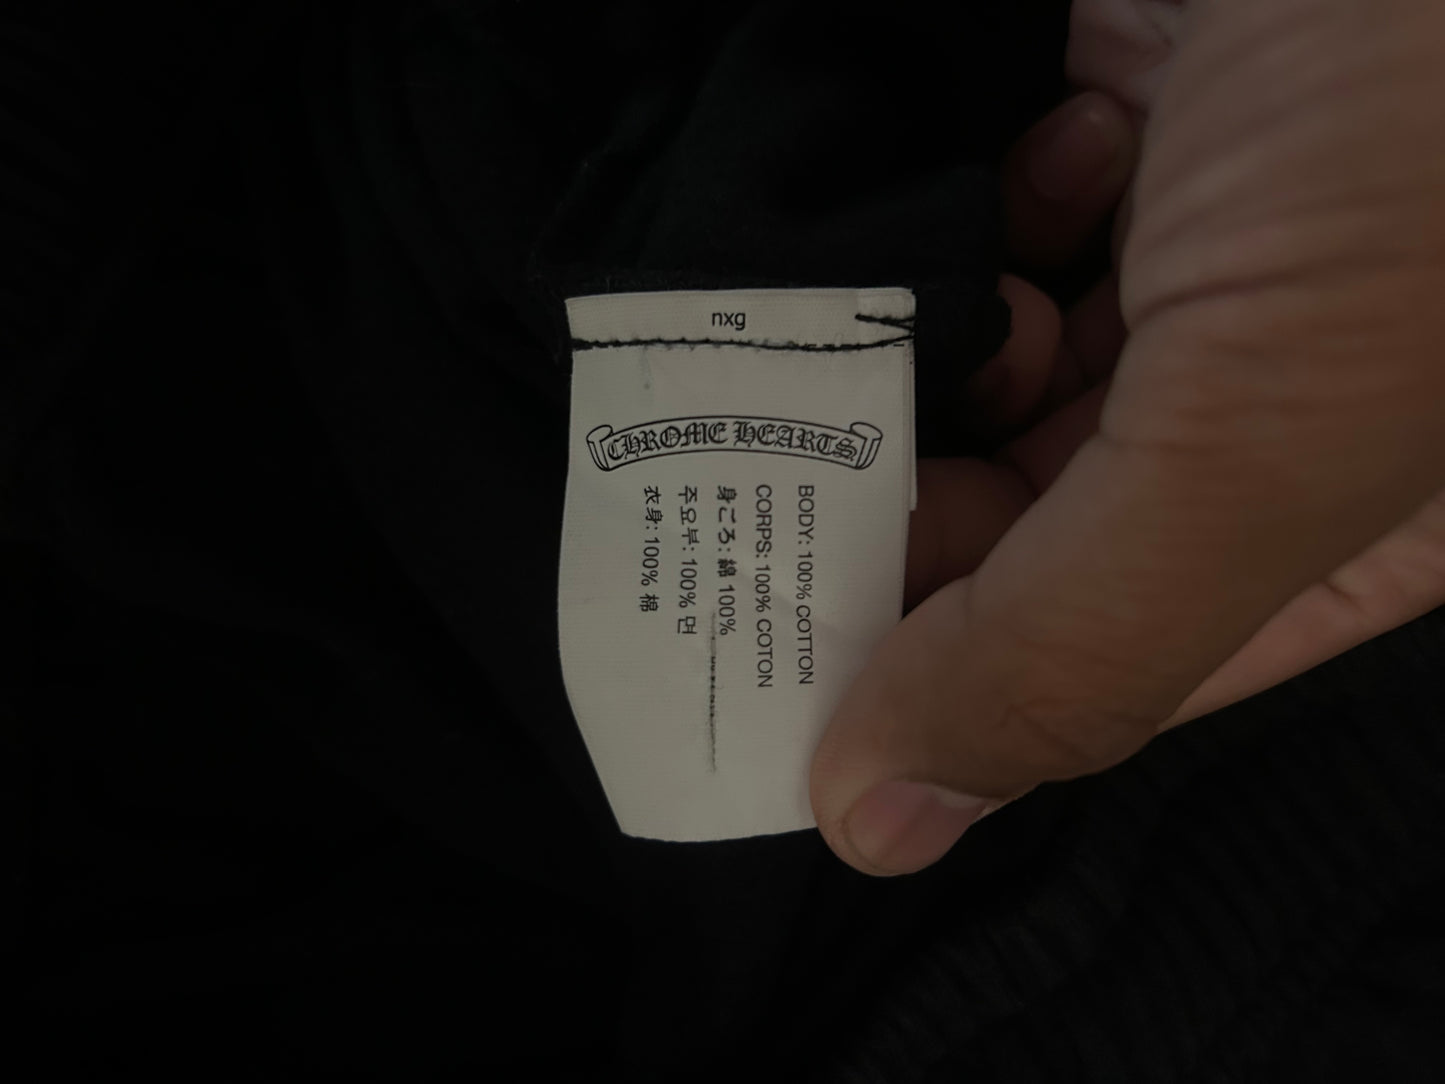 nxg
CHROME HEARTS
BODY: 100% COTTON
CORPS: 100% COTON
身ごろ: 綿 100%
주요부: 100% 면
衣身: 100% 棉